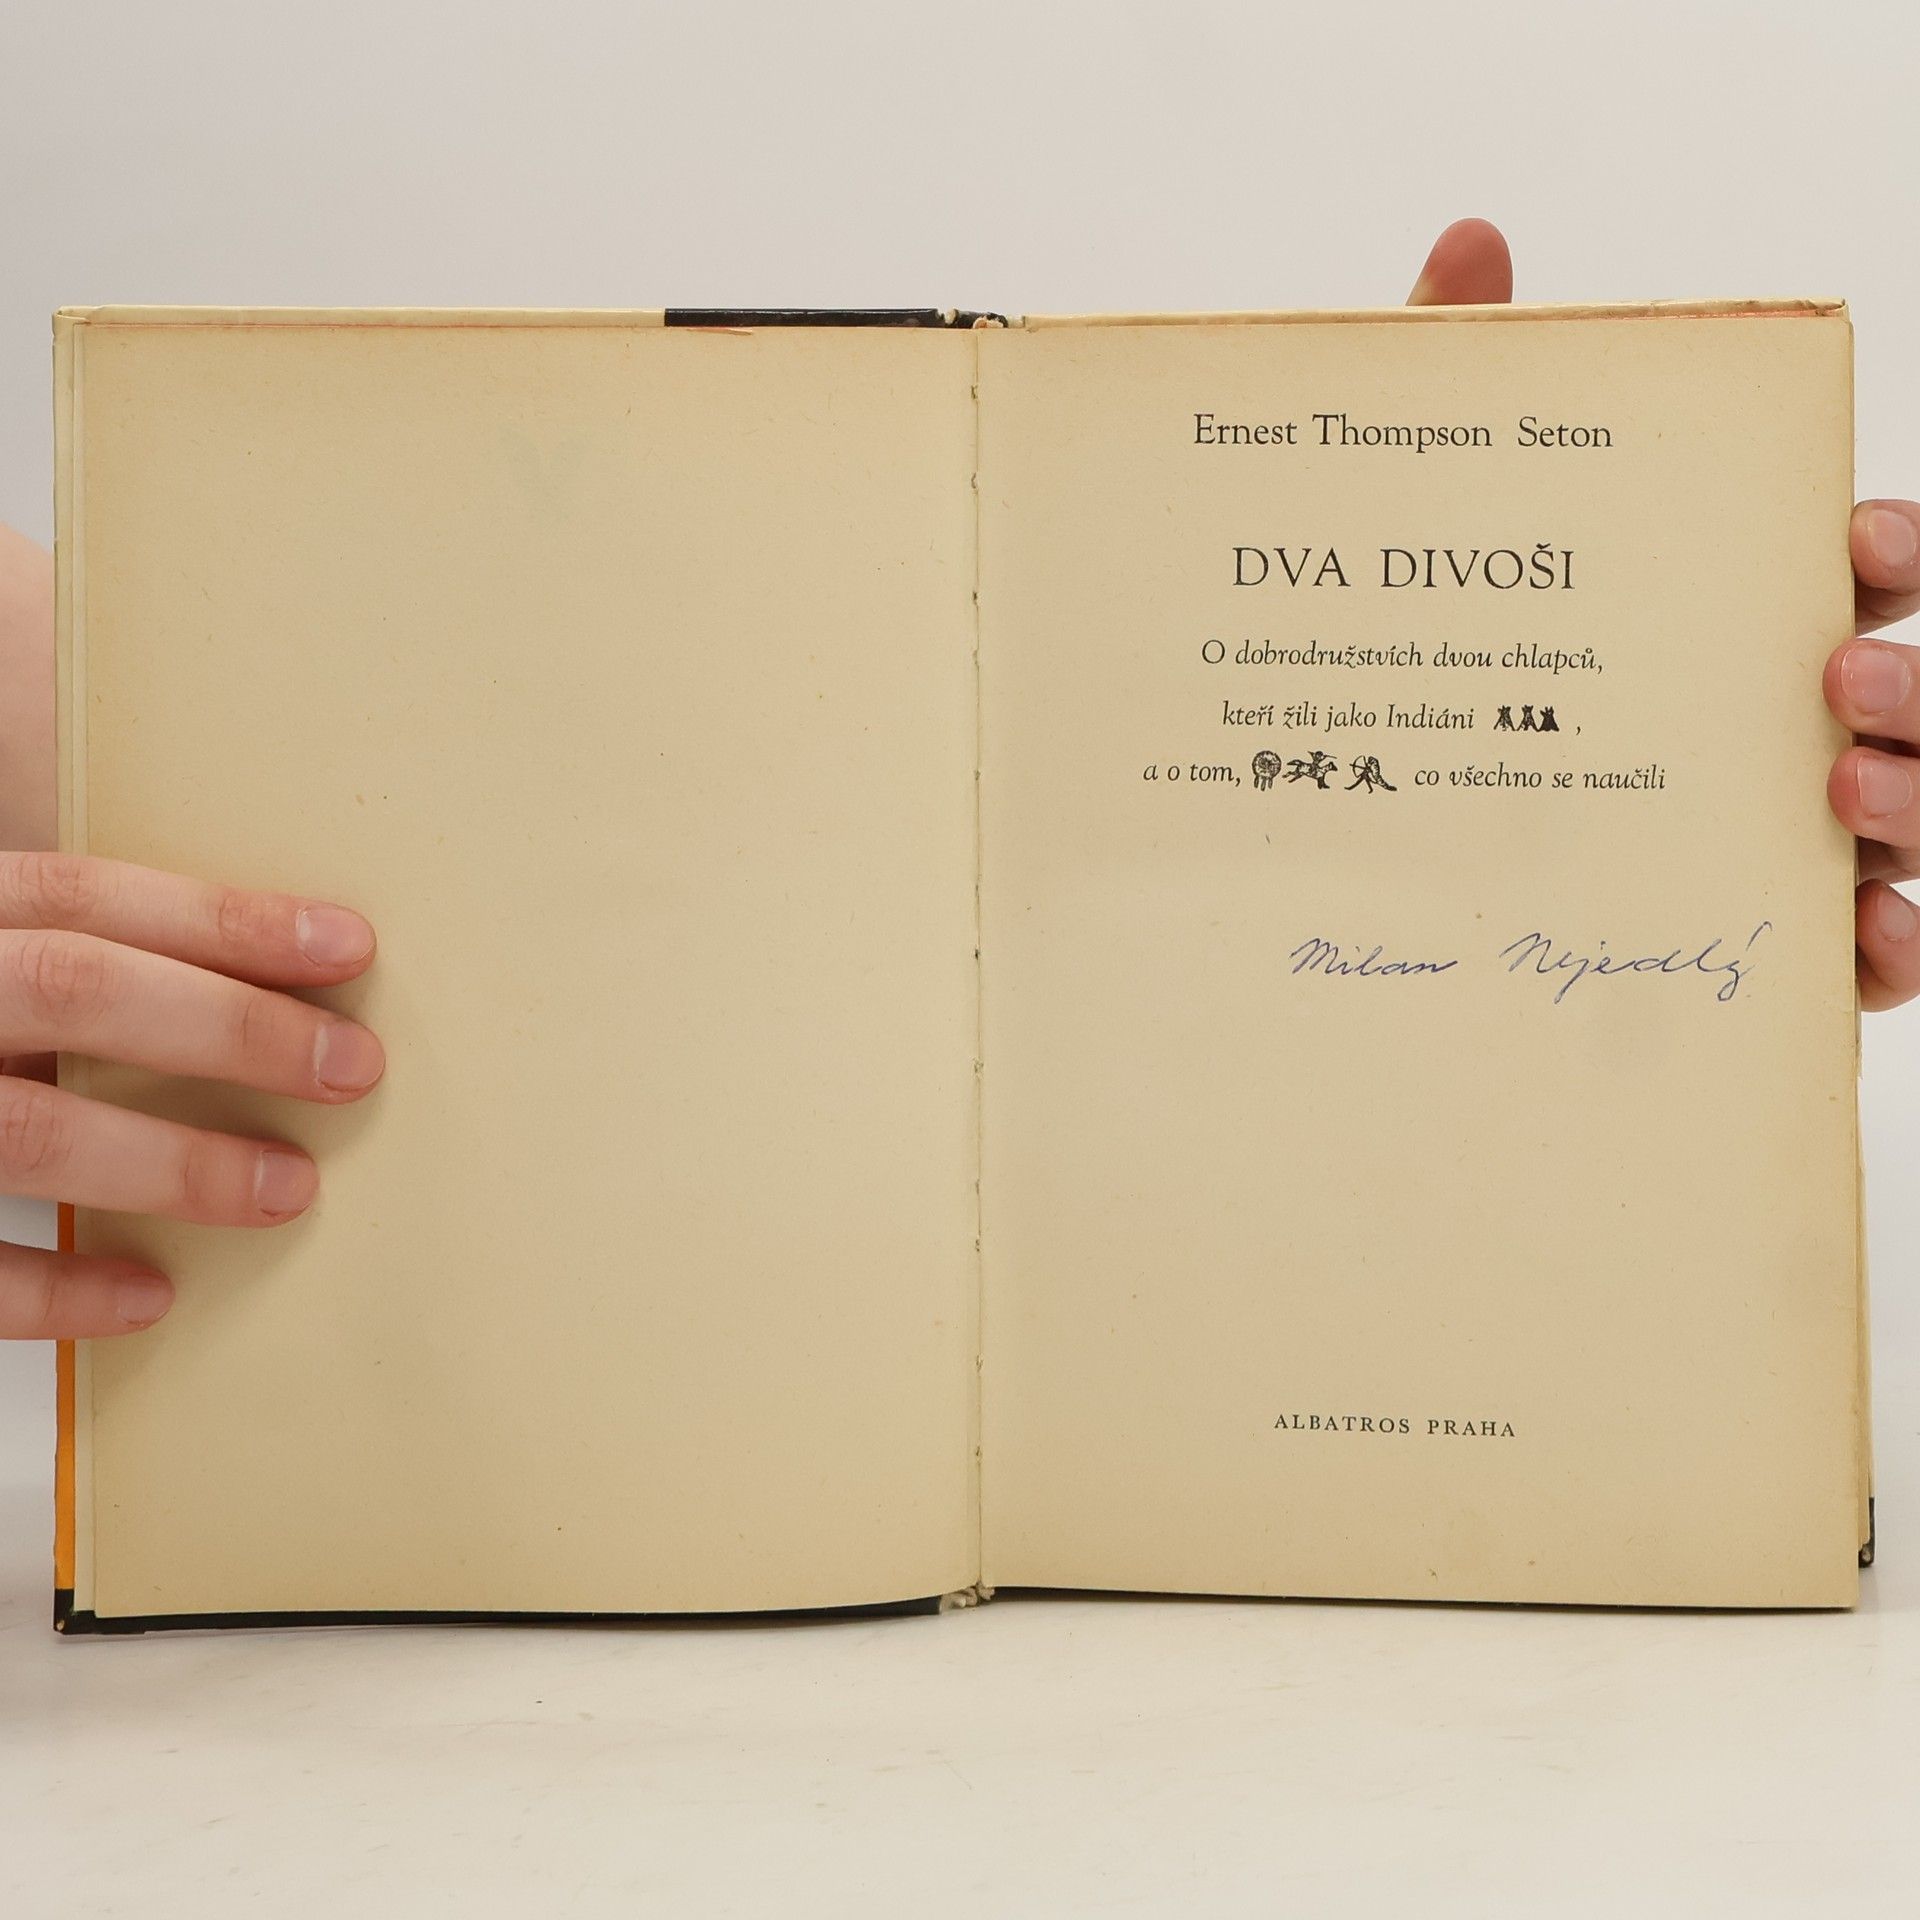 Ernest Thompson Seton
DVA DIVOŠI
O dobrodružstvích dvou chlapců,
kteří žili jako Indiáni ,
a o tom, co všechno se naučili
Milan Nejedlý
ALBATROS PRAHA